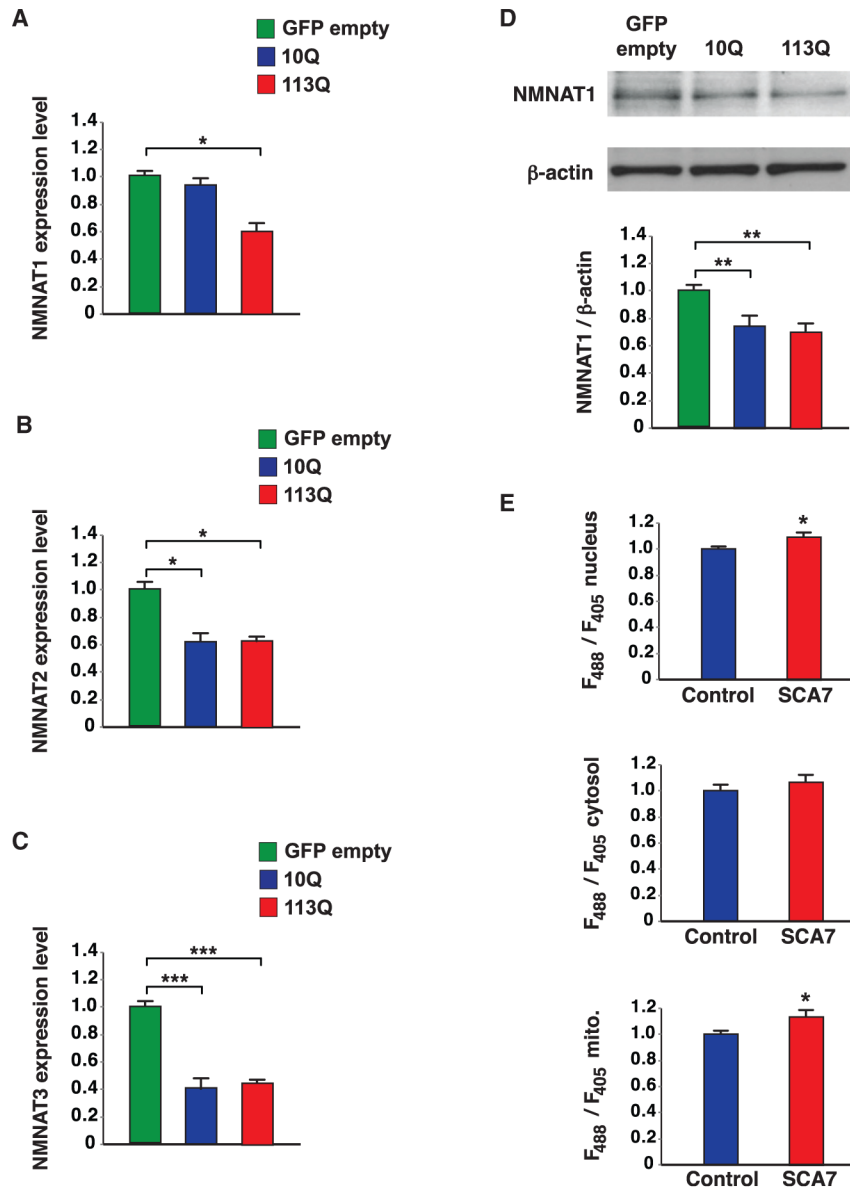 A
GFP empty
10Q
113Q
NMNAT1 expression level
1.4
1.2
1.0
0.8
0.6
0.4
0.2
0
*
B
GFP empty
10Q
113Q
NMNAT2 expression level
1.4
1.2
1.0
0.8
0.6
0.4
0.2
0
*
*
C
GFP empty
10Q
113Q
NMNAT3 expression level
1.4
1.2
1.0
0.8
0.6
0.4
0.2
0
***
***
D
GFP
empty 10Q 113Q
NMNAT1
β-actin
NMNAT1 / β-actin
1.4
1.2
1.0
0.8
0.6
0.4
0.2
0
**
**
E
F488 / F405 nucleus
1.2
1.0
0.8
0.6
0.4
0.2
0
*
Control SCA7
F488 / F405 cytosol
1.2
1.0
0.8
0.6
0.4
0.2
0
Control SCA7
F488 / F405 mito.
1.2
1.0
0.8
0.6
0.4
0.2
0
*
Control SCA7